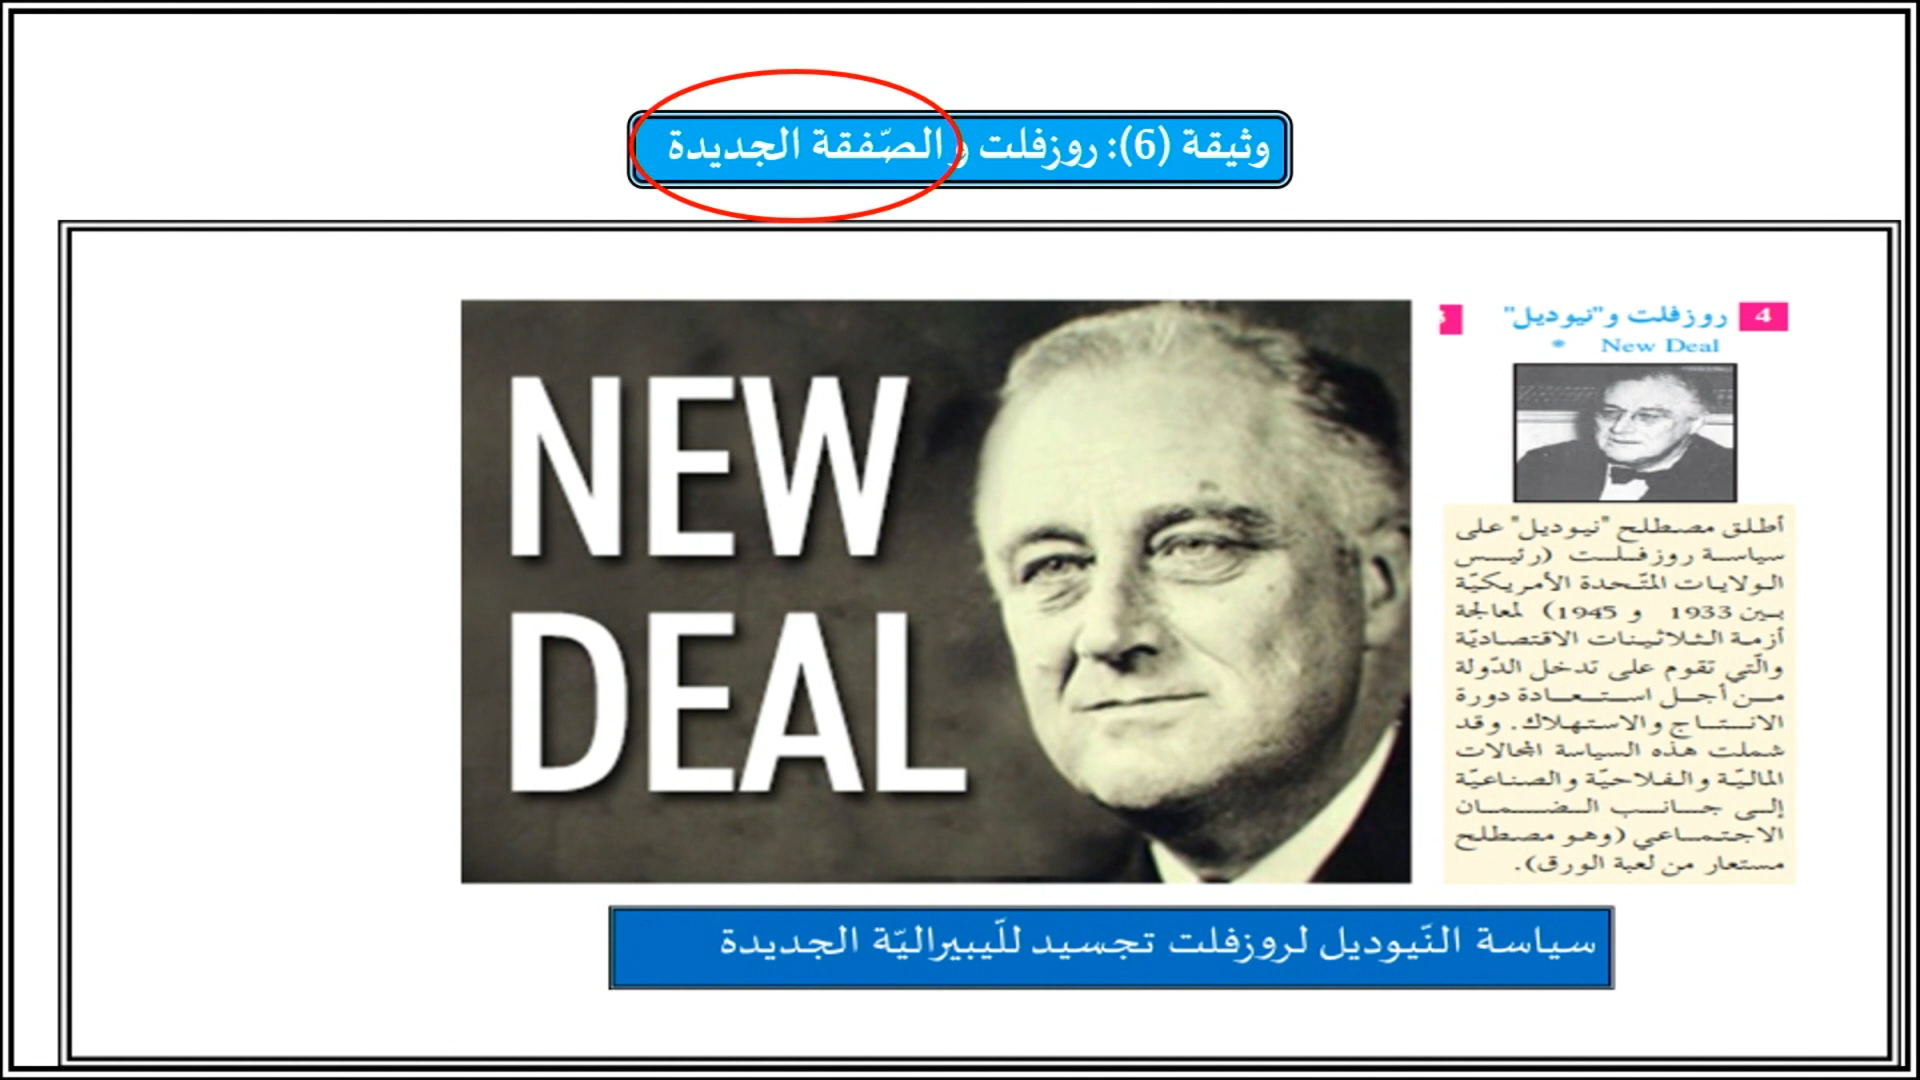 وثيقة (6): روزفلت و الصّفقة الجديدة
NEW
DEAL
4 روزفلت و"نيوديل"
New Deal *
أطلق مصطلح "نيوديل" على
سياسة روزفلت (رئيس
الولايات المتّحدة الأمريكيّة
بين 1933 و 1945) لمعالجة
أزمة الثلاثينات الاقتصاديّة
والّتي تقوم على تدخل الدّولة
من أجل استعادة دورة
الانتاج والاستهلاك. وقد
شملت هذه السياسة المجالات
الماليّة والفلاحيّة والصناعيّة
إلى جانب الضمان
الاجتماعي (وهو مصطلح
مستعار من لعبة الورق).
سياسة النّيوديل لروزفلت تجسيد للّيبيراليّة الجديدة